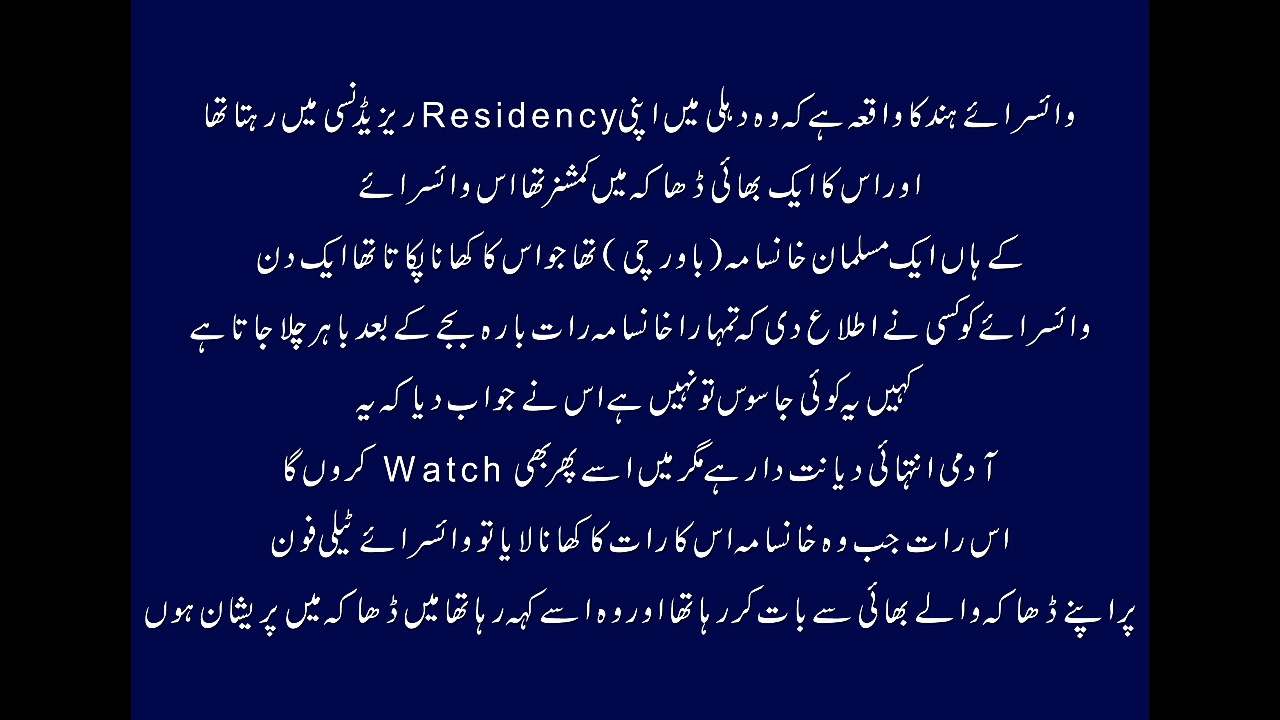 وائسرائے ہند کا واقعہ ہے کہ وہ دہلی میں اپنی Residency ریزیڈنسی میں رہتا تھا
اور اس کا ایک بھائی ڈھاکہ میں کمشنر تھا اس وائسرائے
کے ہاں ایک مسلمان خانسامہ (باورچی) تھا جو اس کا کھانا پکاتا تھا ایک دن
وائسرائے کو کسی نے اطلاع دی کہ تمہارا خانسامہ رات بارہ بجے کے بعد باہر چلا جاتا ہے
کہیں یہ کوئی جاسوس تو نہیں ہے اس نے جواب دیا کہ یہ
آدمی انتہائی دیانت دار ہے مگر میں اسے پھر بھی Watch کروں گا
اس رات جب وہ خانسامہ اس کا رات کا کھانا لایا تو وائسرائے ٹیلی فون
پر اپنے ڈھاکہ والے بھائی سے بات کر رہا تھا اور وہ اسے کہہ رہا تھا میں ڈھاکہ میں پریشان ہوں